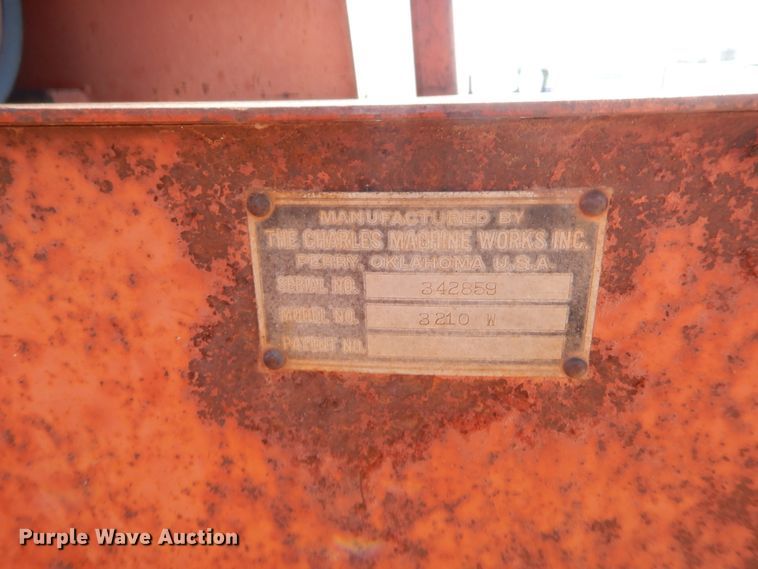 MANUFACTURED BY
THE CHARLES MACHINE WORKS INC.
PERRY, OKLAHOMA U.S.A.
SERIAL NO. 342859
MODEL NO. 3210 W
PATENT NO.
Purple Wave Auction